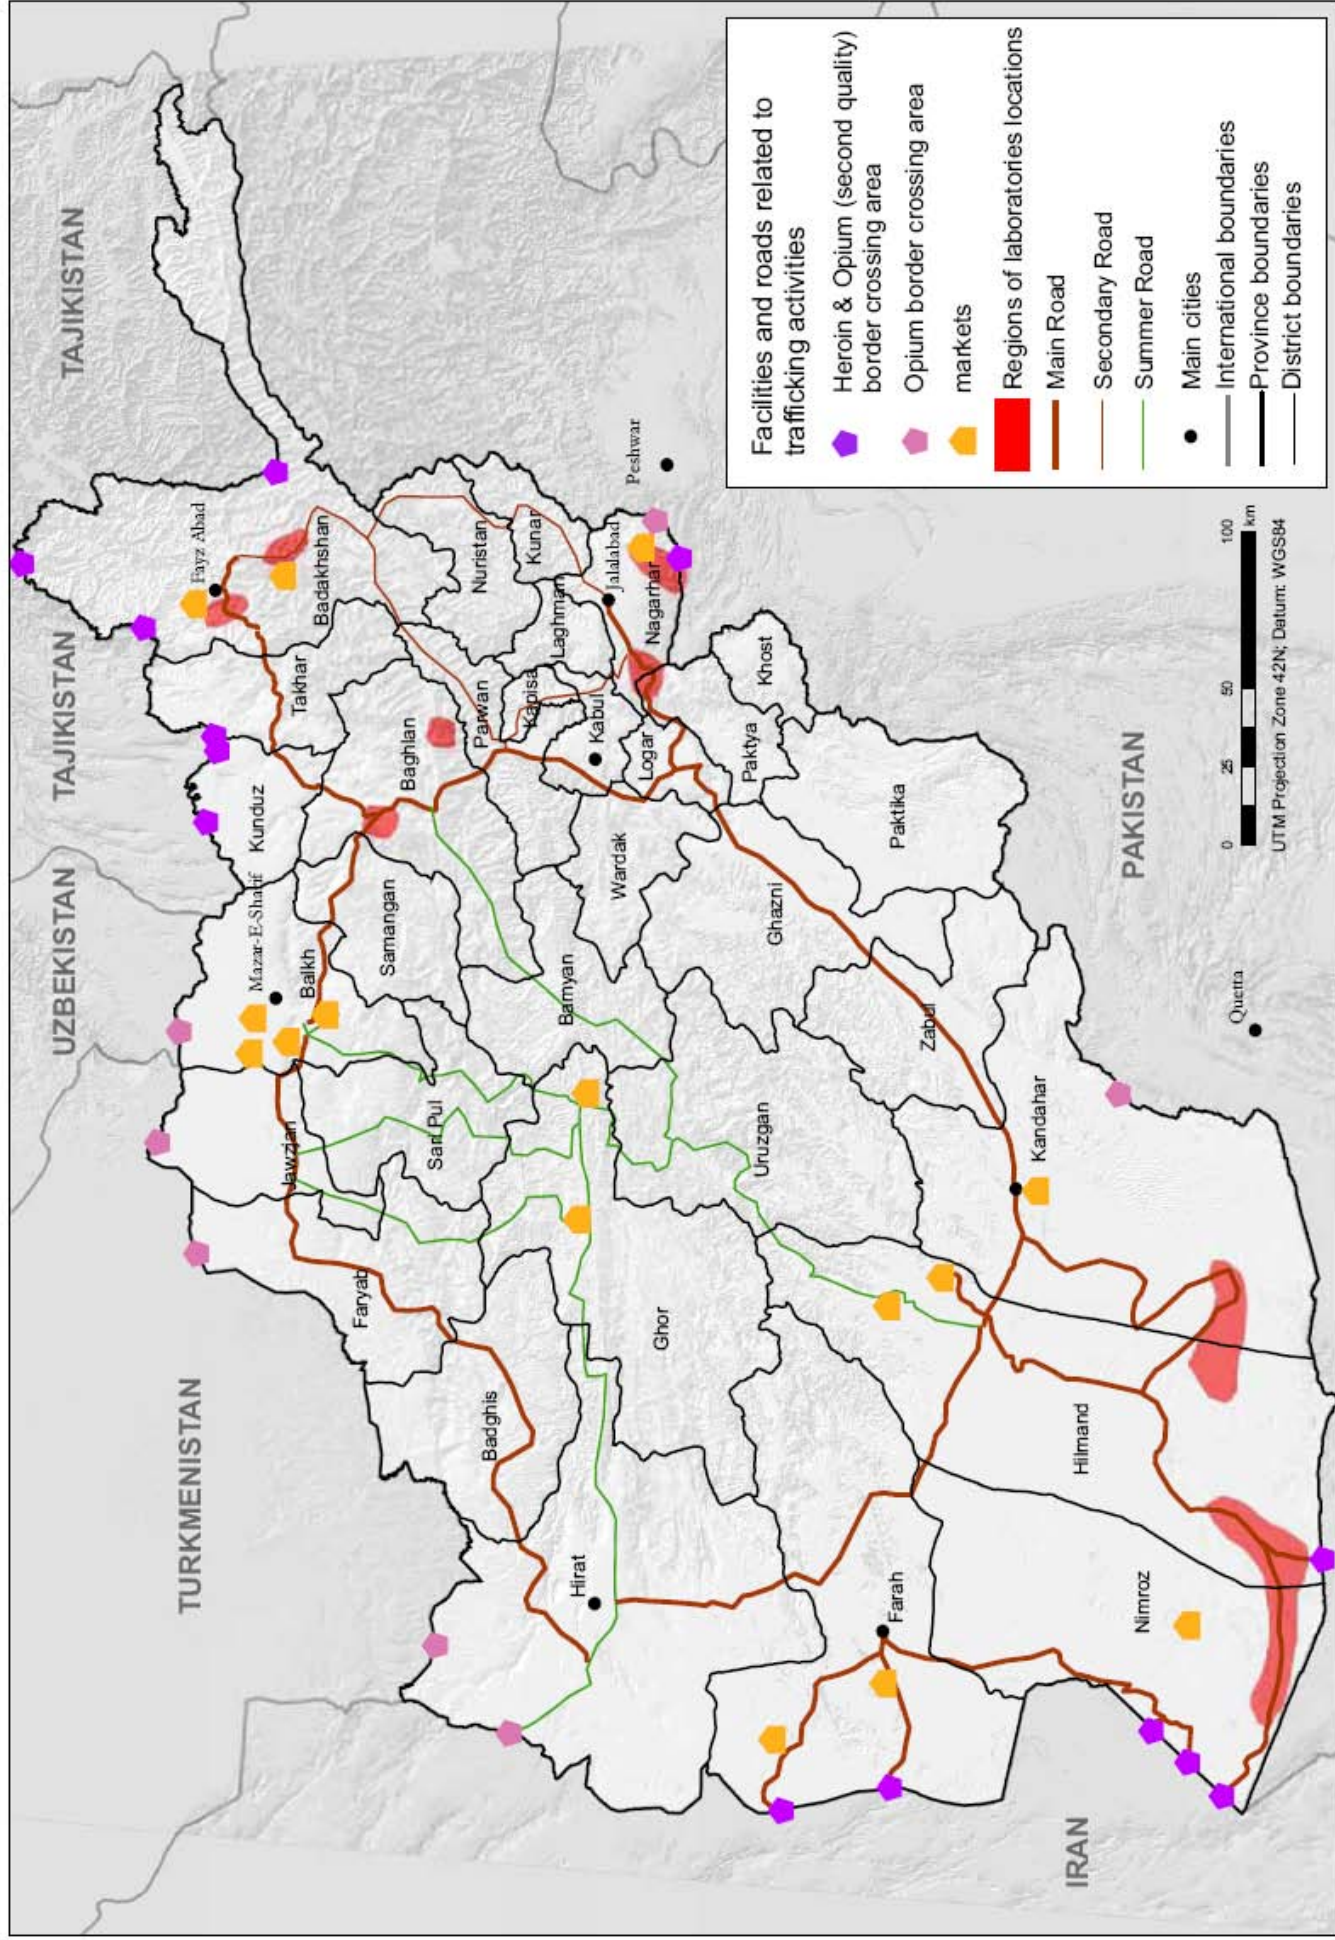 TAJIKISTAN
TAJIKISTAN
UZBEKISTAN
TURKMENISTAN
IRAN
PAKISTAN
Fayz Abad
Badakhshan
Takhar
Kunduz
Baghlan
Mazar-E-Sharif
Balkh
Samangan
Jawzjan
Sari Pul
Faryab
Badghis
Hirat
Nuristan
Kunar
Laghman
Jalalabad
Nagarhar
Peshwar
Parwan
Kapisa
Kabul
Logar
Khost
Paktya
Paktika
Wardak
Bamyan
Ghazni
Ghor
Uruzgan
Zabul
Kandahar
Quetta
Hilmand
Farah
Nimroz
Facilities and roads related to
trafficking activities
Heroin & Opium (second quality)
border crossing area
Opium border crossing area
markets
Regions of laboratories locations
Main Road
Secondary Road
Summer Road
Main cities
International boundaries
Province boundaries
District boundaries
0 25 50 100
km
UTM Projection Zone 42N; Datum: WGS84